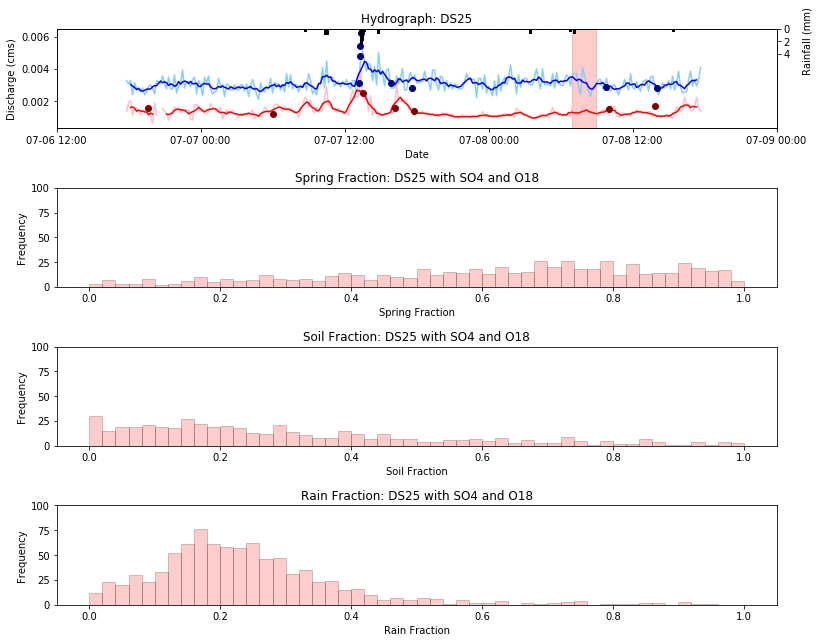 Hydrograph: DS25
Discharge (cms)
0.006
0.004
0.002
0
2
4
Rainfall (mm)
07-06 12:00 07-07 00:00 07-07 12:00 07-08 00:00 07-08 12:00 07-09 00:00
Date
Spring Fraction: DS25 with SO4 and O18
Frequency
100
75
50
25
0
0.0 0.2 0.4 0.6 0.8 1.0
Spring Fraction
Soil Fraction: DS25 with SO4 and O18
Frequency
100
75
50
25
0
0.0 0.2 0.4 0.6 0.8 1.0
Soil Fraction
Rain Fraction: DS25 with SO4 and O18
Frequency
100
75
50
25
0
0.0 0.2 0.4 0.6 0.8 1.0
Rain Fraction